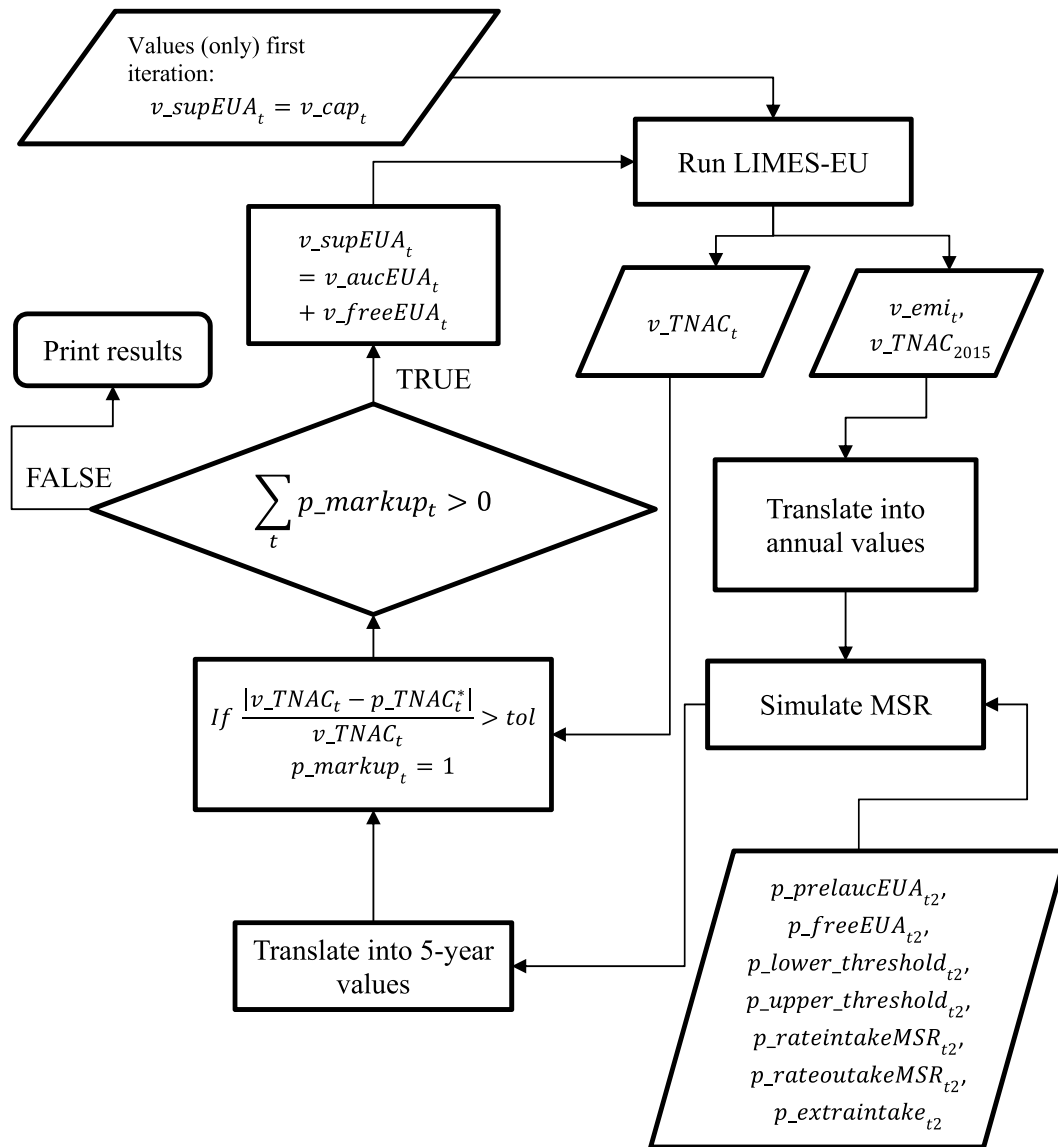 Values (only) first
iteration:
v_supEUA_t = v_cap_t
Run LIMES-EU
v_supEUA_t
= v_aucEUA_t
+ v_freeEUA_t
v_TNAC_t
v_emi_t,
v_TNAC_2015
Print results
TRUE
FALSE
∑_t p_markup_t > 0
Translate into
annual values
If |v_TNAC_t − p_TNAC_t^*| / v_TNAC_t > tol
p_markup_t = 1
Simulate MSR
Translate into 5-year
values
p_prelaucEUA_t2,
p_freeEUA_t2,
p_lower_threshold_t2,
p_upper_threshold_t2,
p_rateintakeMSR_t2,
p_rateoutakeMSR_t2,
p_extraintake_t2